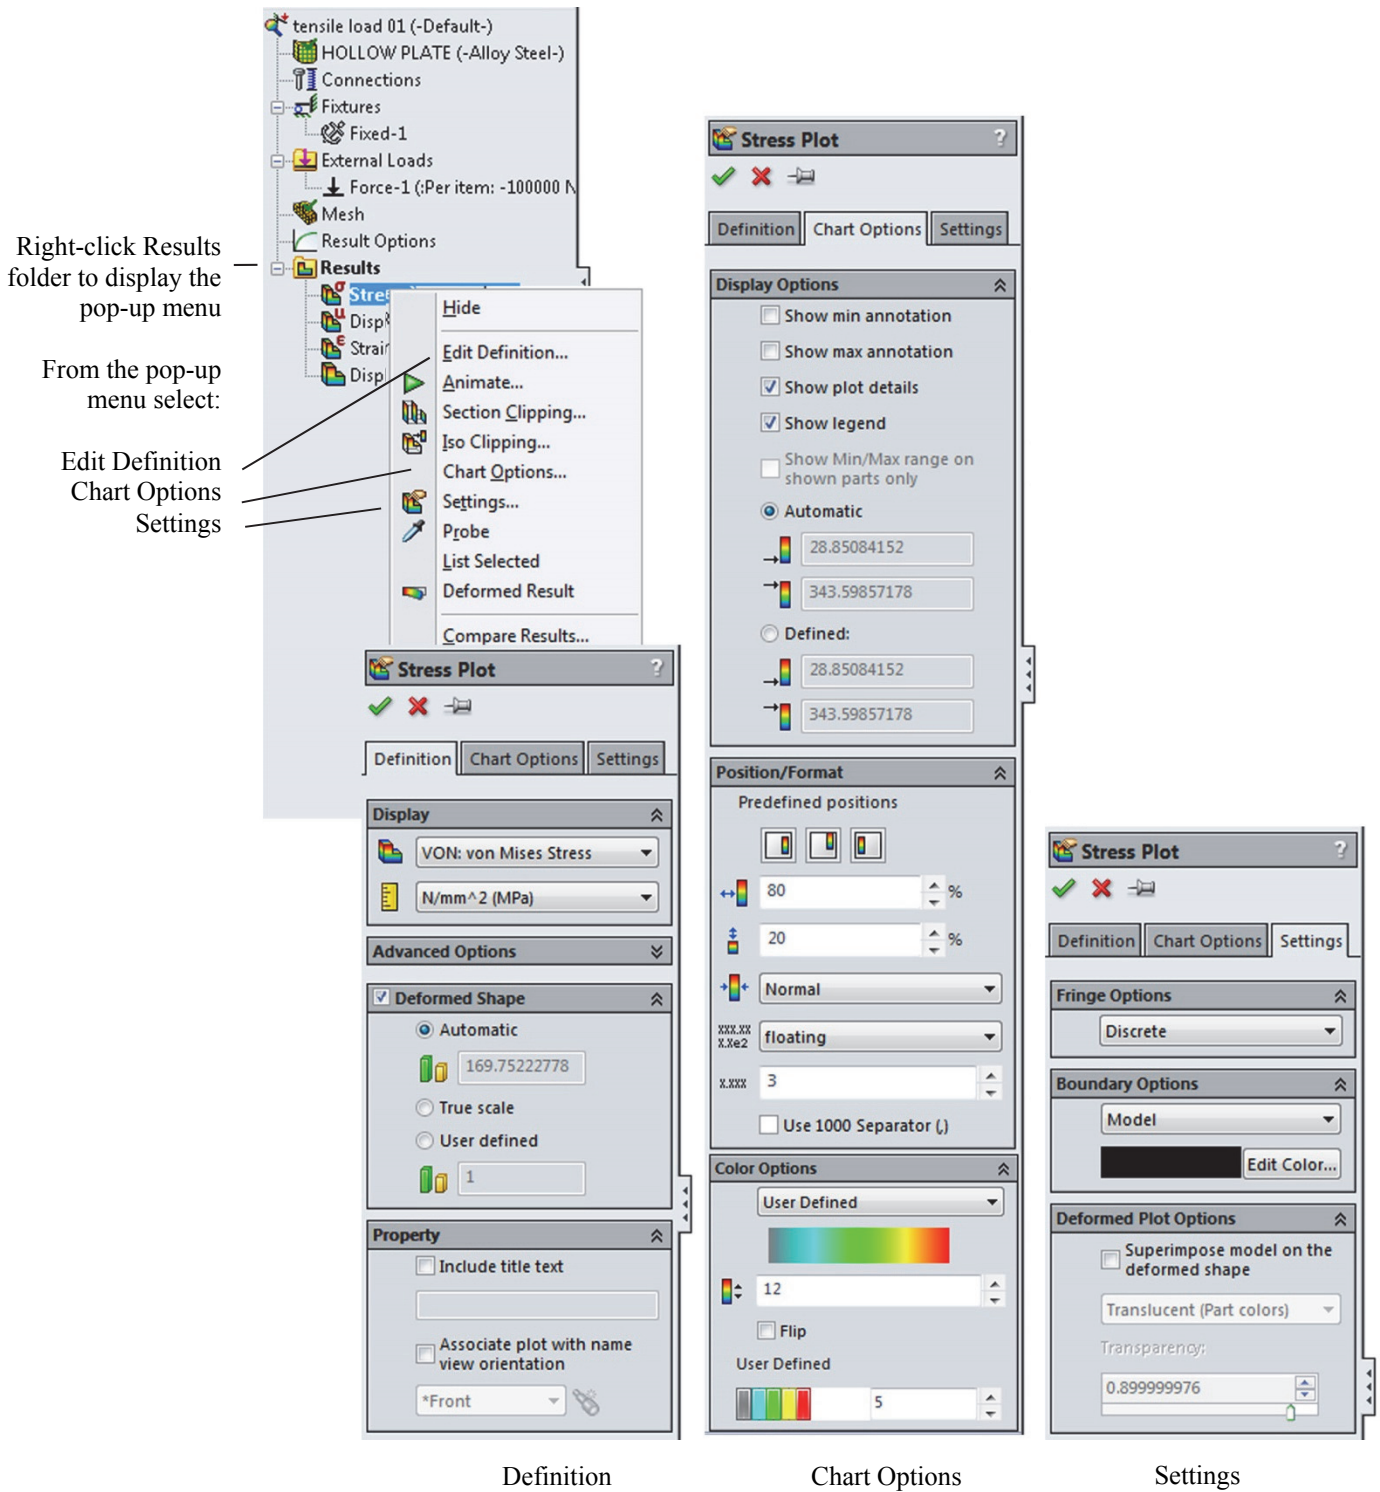 tensile load 01 (-Default-)
HOLLOW PLATE (-Alloy Steel-)
Connections
Fixtures
Fixed-1
External Loads
Force-1 (:Per item: -100000 N
Mesh
Result Options
Results
Stre
Disp
Strair
Disp
Right-click Results
folder to display the
pop-up menu
From the pop-up
menu select:
Edit Definition
Chart Options
Settings
Hide
Edit Definition...
Animate...
Section Clipping...
Iso Clipping...
Chart Options...
Settings...
Probe
List Selected
Deformed Result
Compare Results...
Stress Plot ?
Definition Chart Options Settings
Display
VON: von Mises Stress
N/mm^2 (MPa)
Advanced Options
Deformed Shape
Automatic
169.75222778
True scale
User defined
1
Property
Include title text
Associate plot with name
view orientation
*Front
Definition
Stress Plot ?
Definition Chart Options Settings
Display Options
Show min annotation
Show max annotation
Show plot details
Show legend
Show Min/Max range on
shown parts only
Automatic
28.85084152
343.59857178
Defined:
28.85084152
343.59857178
Position/Format
Predefined positions
80 %
20 %
Normal
xxx.xx
x.xe2 floating
x.xxx 3
Use 1000 Separator (,)
Color Options
User Defined
12
Flip
User Defined
5
Chart Options
Stress Plot ?
Definition Chart Options Settings
Fringe Options
Discrete
Boundary Options
Model
Edit Color...
Deformed Plot Options
Superimpose model on the
deformed shape
Translucent (Part colors)
Transparency:
0.899999976
Settings